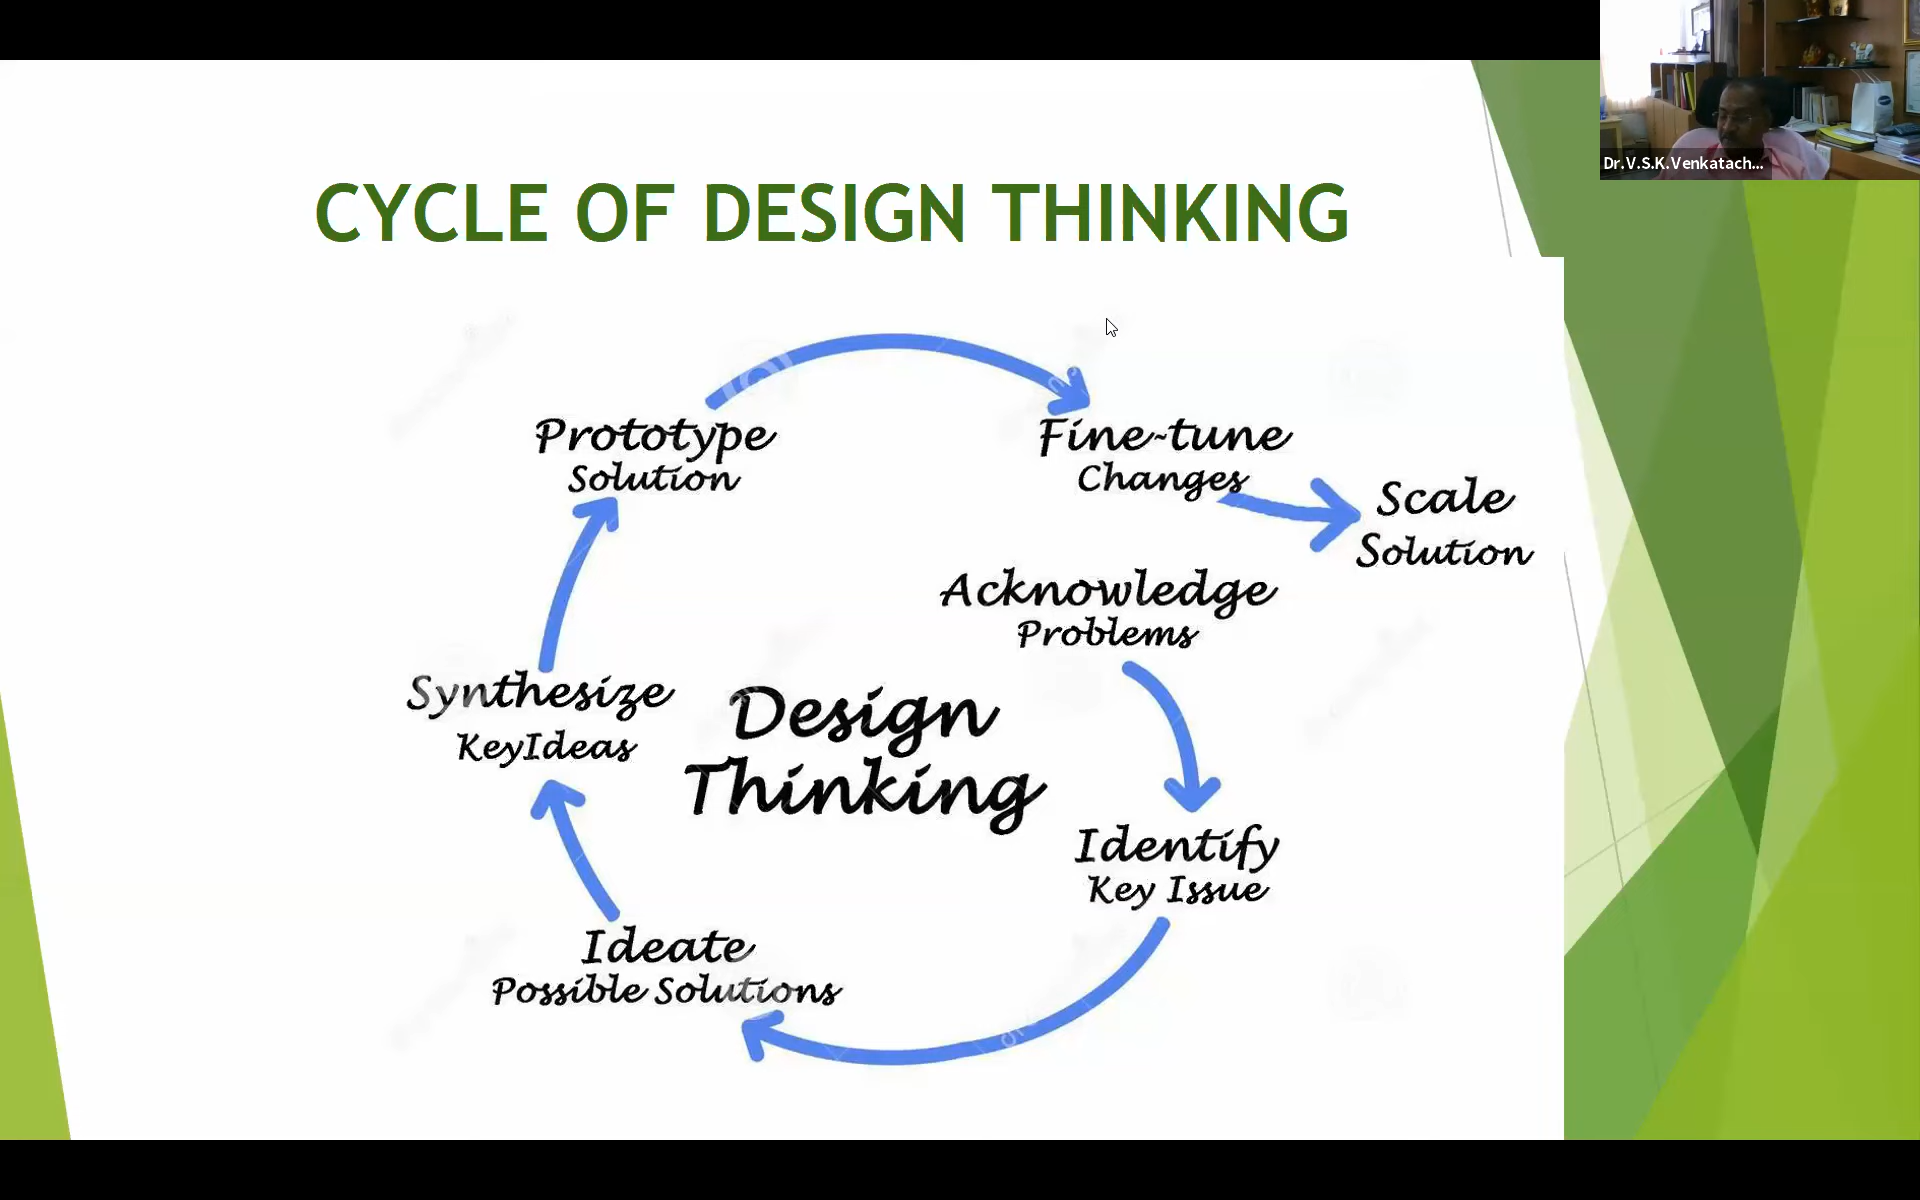 Dr.V.S.K.Venkatach...
CYCLE OF DESIGN THINKING
Prototype
Solution
Fine-tune
Changes
Scale
Solution
Acknowledge
Problems
Synthesize
KeyIdeas
Design
Thinking
Identify
Key Issue
Ideate
Possible Solutions